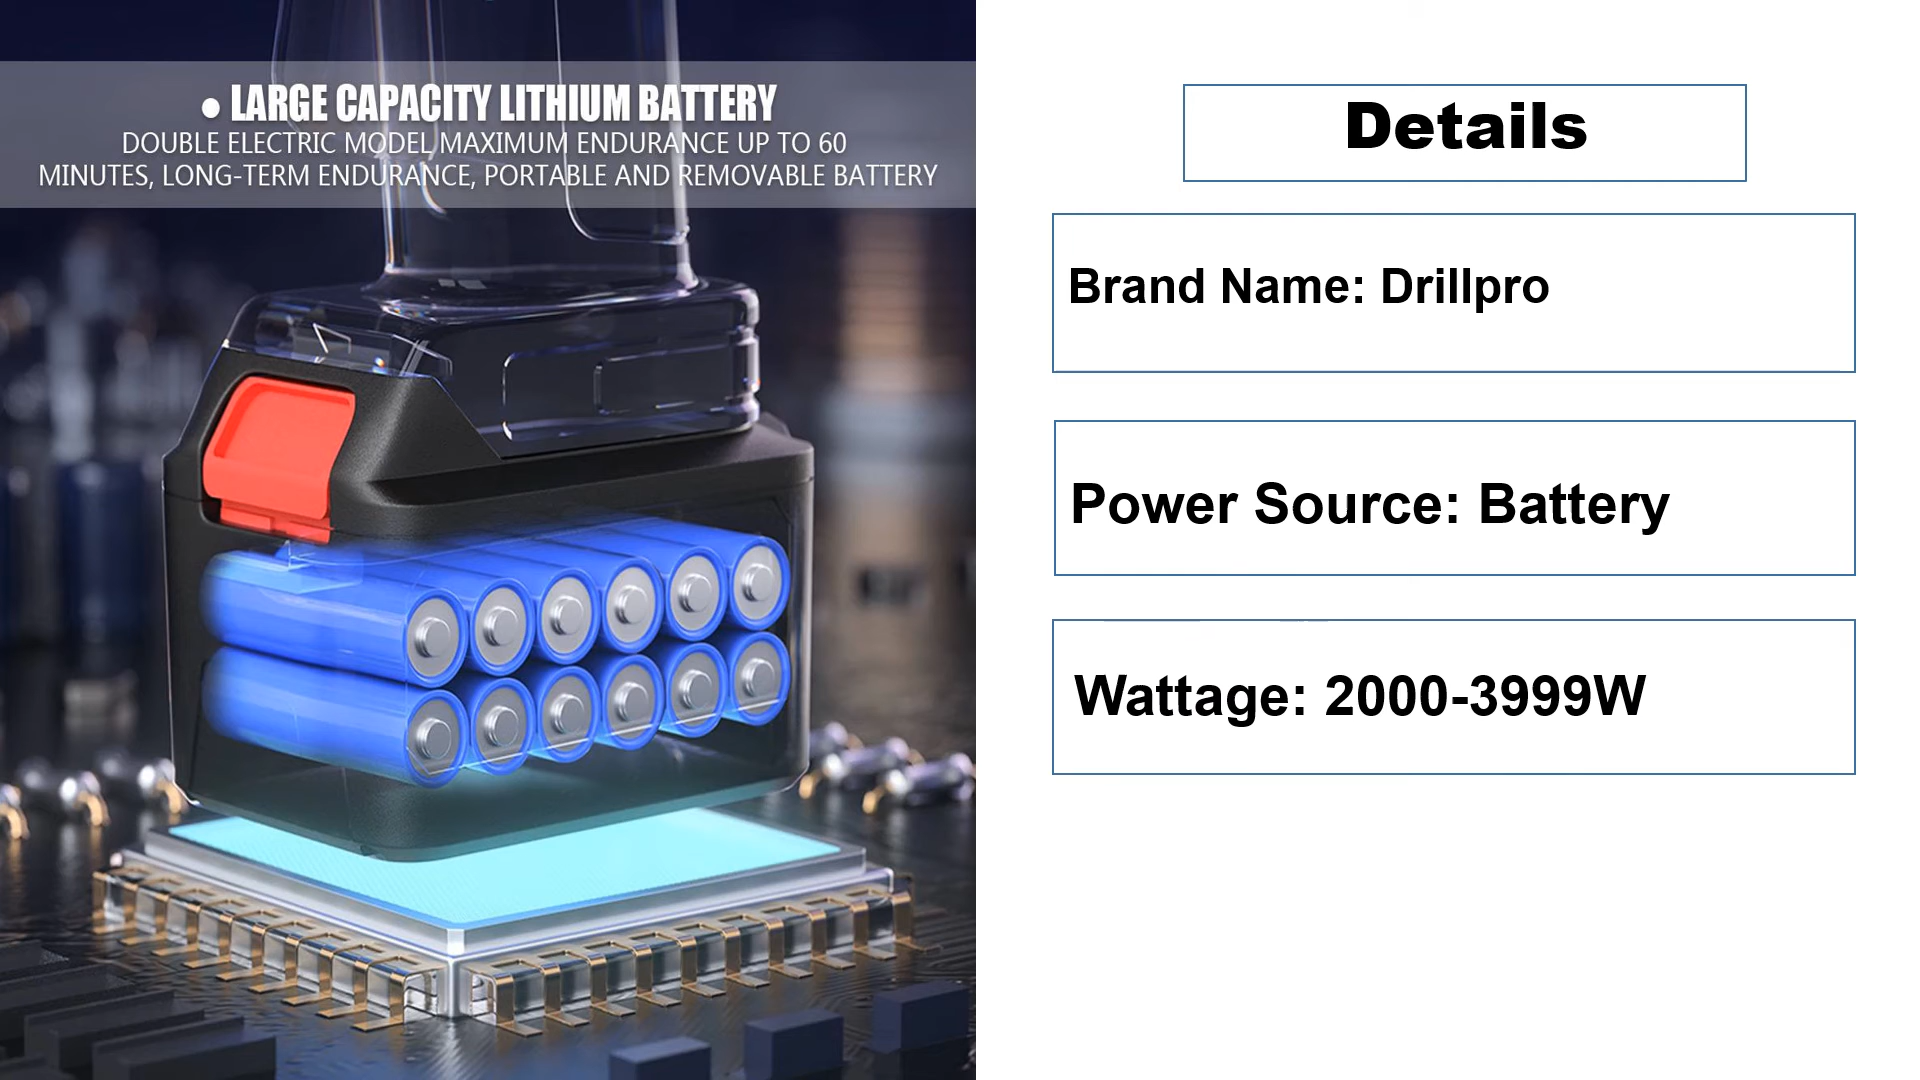 ● LARGE CAPACITY LITHIUM BATTERY
DOUBLE ELECTRIC MODEL MAXIMUM ENDURANCE UP TO 60
MINUTES, LONG-TERM ENDURANCE, PORTABLE AND REMOVABLE BATTERY
Details
Brand Name: Drillpro
Power Source: Battery
Wattage: 2000-3999W